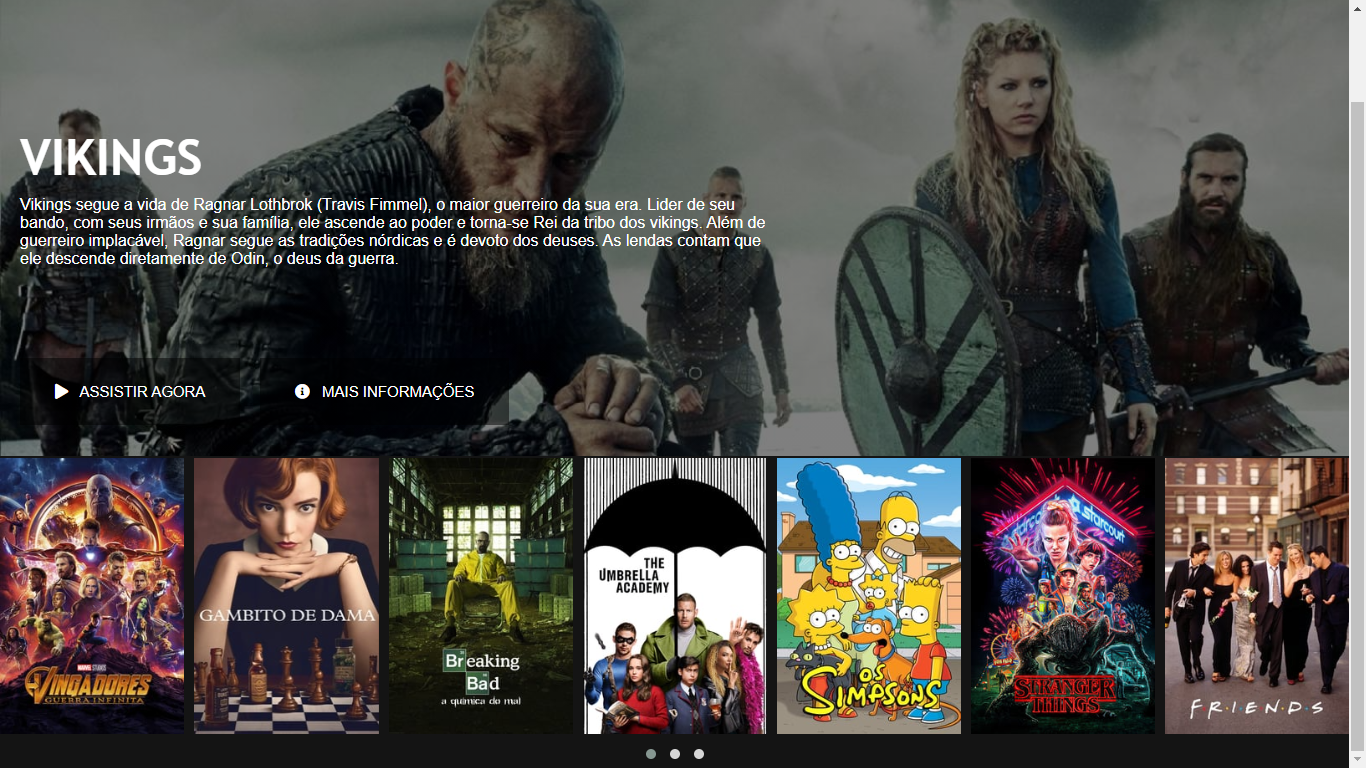 VIKINGS
Vikings segue a vida de Ragnar Lothbrok (Travis Fimmel), o maior guerreiro da sua era. Lider de seu
bando, com seus irmãos e sua família, ele ascende ao poder e torna-se Rei da tribo dos vikings. Além de
guerreiro implacável, Ragnar segue as tradições nórdicas e é devoto dos deuses. As lendas contam que
ele descende diretamente de Odin, o deus da guerra.
ASSISTIR AGORA
MAIS INFORMAÇÕES
MARVEL STUDIOS
VINGADORES
GUERRA INFINITA
GAMBITO DE DAMA
Breaking
Bad
a química do mal
THE
UMBRELLA
ACADEMY
OS
SIMPSONS
starcourt
STRANGER
THINGS
F·R·I·E·N·D·S